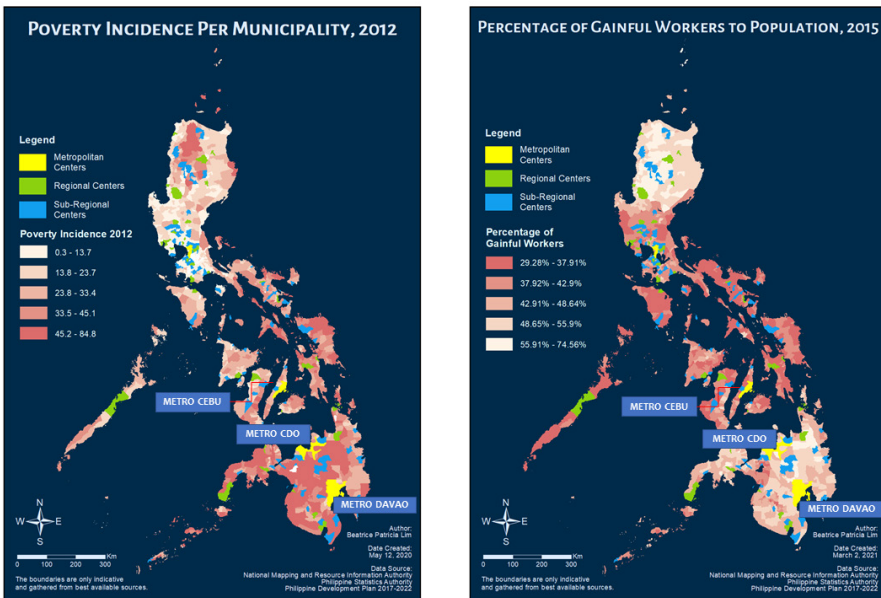 POVERTY INCIDENCE PER MUNICIPALITY, 2012
Legend
Metropolitan
Centers
Regional Centers
Sub-Regional
Centers
Poverty Incidence 2012
0.3 - 13.7
13.8 - 23.7
23.8 - 33.4
33.5 - 45.1
45.2 - 84.8
METRO CEBU
METRO CDO
METRO DAVAO
N
W
E
S
0
100
200
300
Km
The boundaries are only indicative
and gathered from best available sources.
Author:
Beatrice Patricia Lim
Date Created:
May 12, 2020
Data Source:
National Mapping and Resource Information Authority
Philippine Statistics Authority
Philippine Development Plan 2017-2022
PERCENTAGE OF GAINFUL WORKERS TO POPULATION, 2015
Legend
Metropolitan
Centers
Regional Centers
Sub-Regional
Centers
Percentage of
Gainful Workers
29.28% - 37.91%
37.92% - 42.9%
42.91% - 48.64%
48.65% - 55.9%
55.91% - 74.56%
METRO CEBU
METRO CDO
METRO DAVAO
N
W
E
S
0
100
200
300
Km
The boundaries are only indicative
and gathered from best available sources.
Author:
Beatrice Patricia Lim
Date Created:
March 2, 2021
Data Source:
National Mapping and Resource Information Authority
Philippine Statistics Authority
Philippine Development Plan 2017-2022